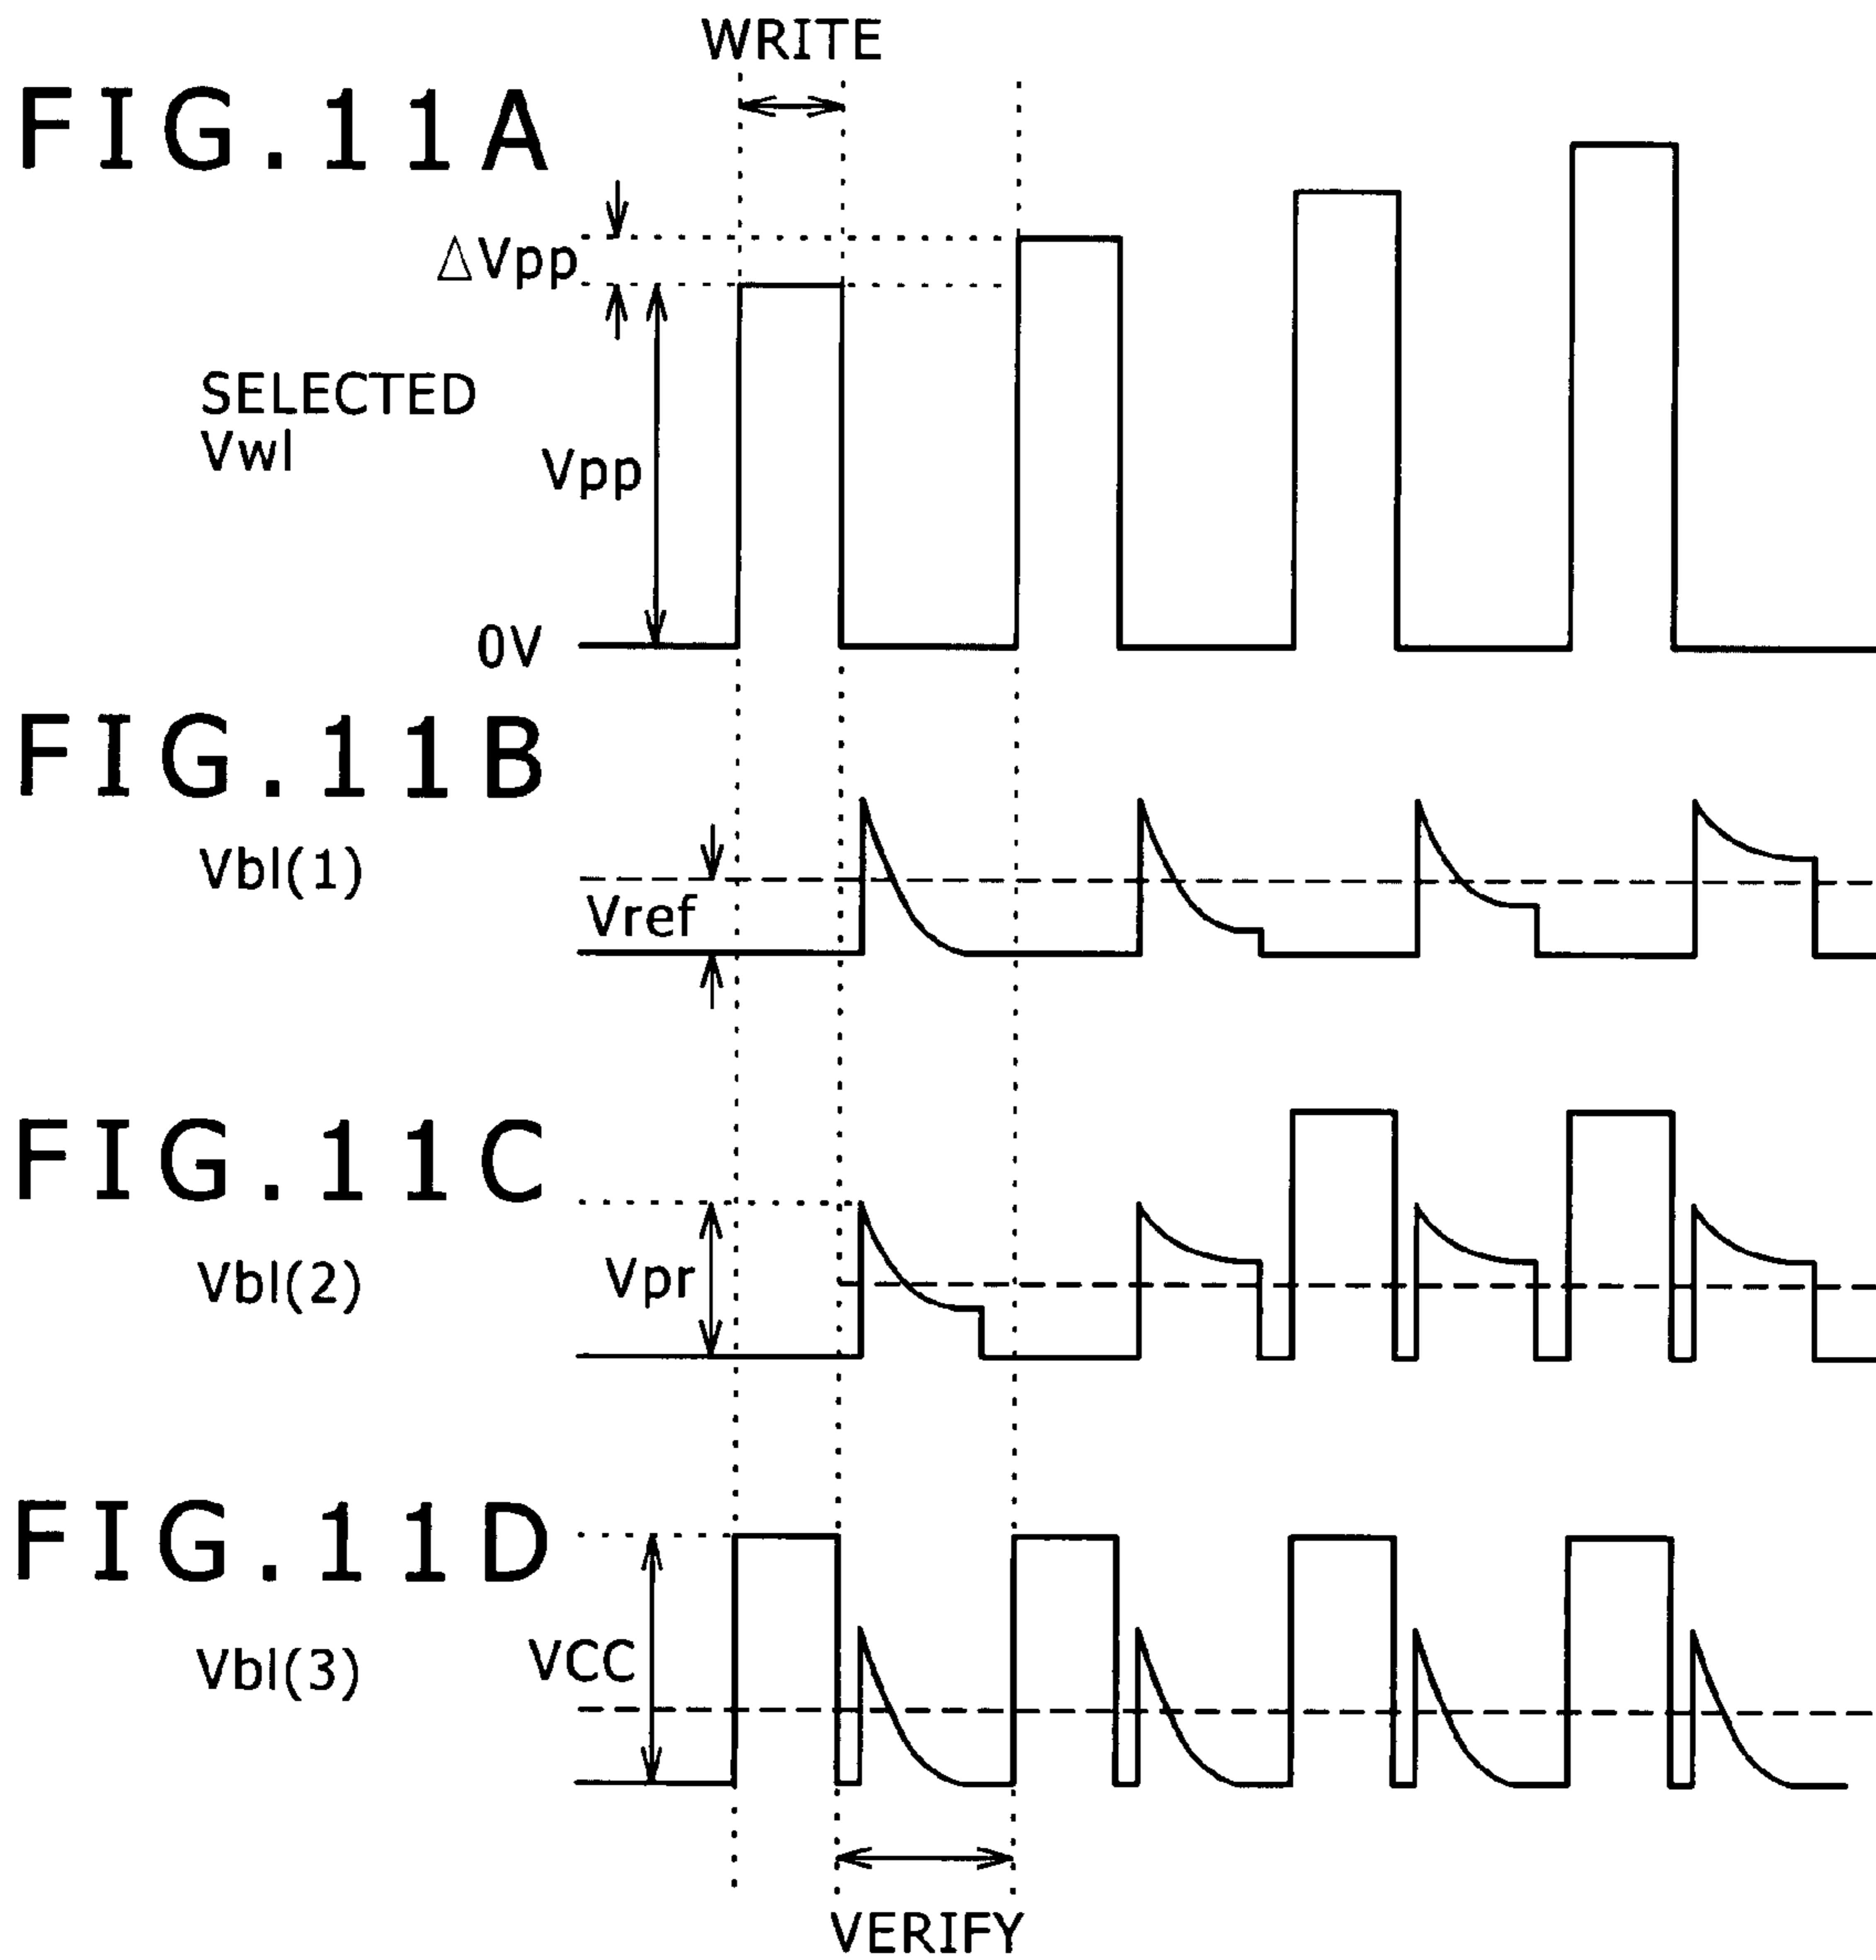 WRITE
FIG.11A
ΔVpp
SELECTED
Vwl
Vpp
0V
FIG.11B
Vbl(1)
Vref
FIG.11C
Vbl(2)
Vpr
FIG.11D
Vbl(3)
VCC
VERIFY